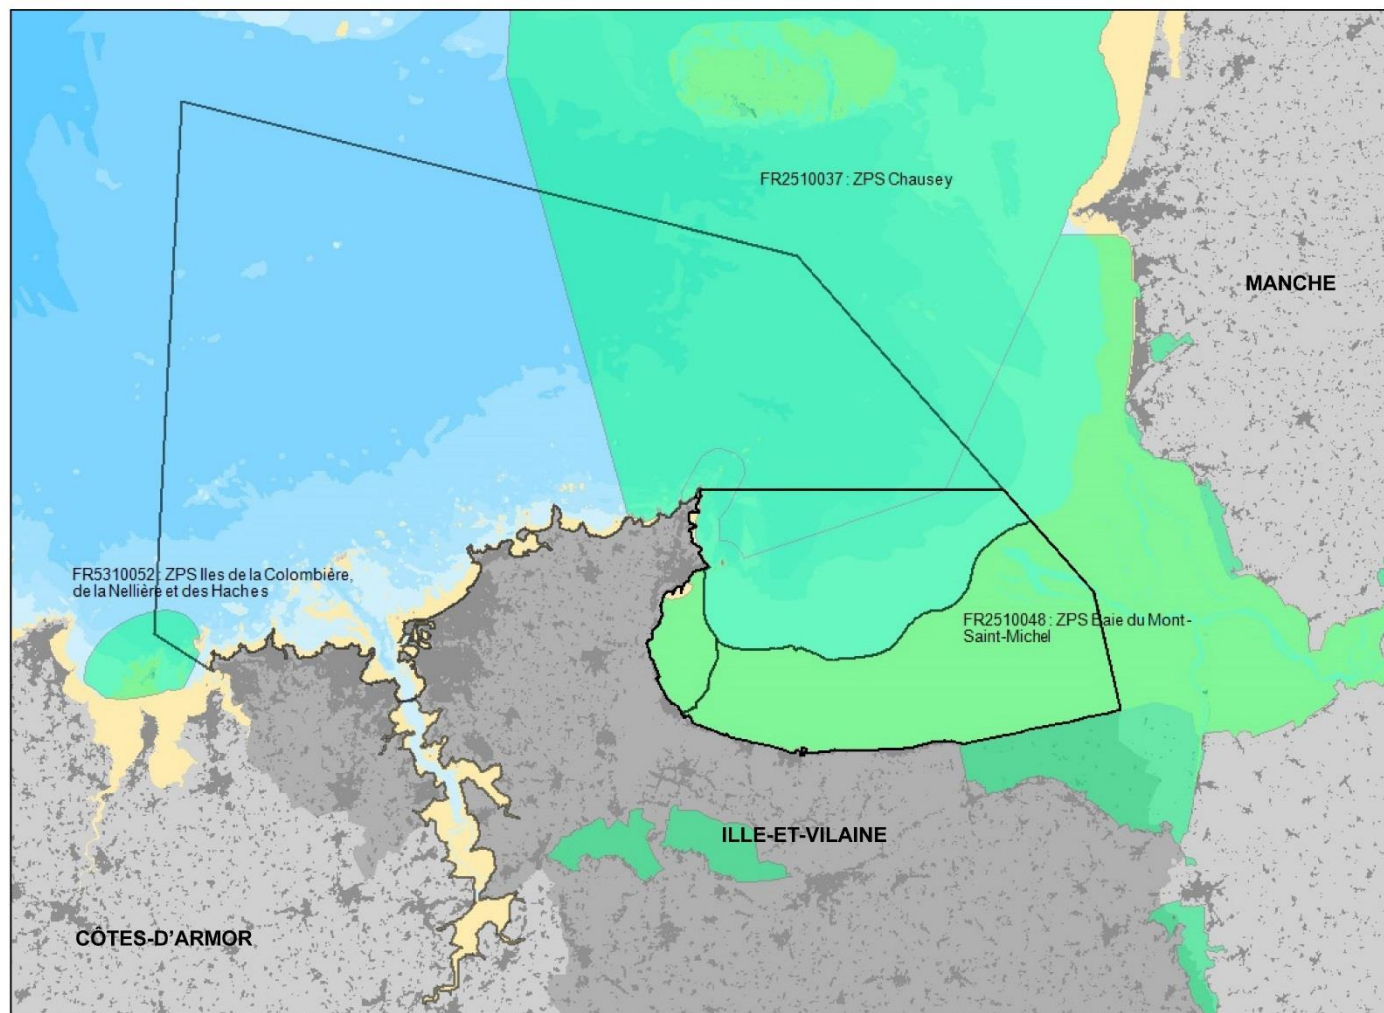 FR2510037 : ZPS Chausey
MANCHE
FR5310052 : ZPS Iles de la Colombière,
de la Nellière et des Haches
FR2510048 : ZPS Baie du Mont-
Saint-Michel
ILLE-ET-VILAINE
CÔTES-D'ARMOR